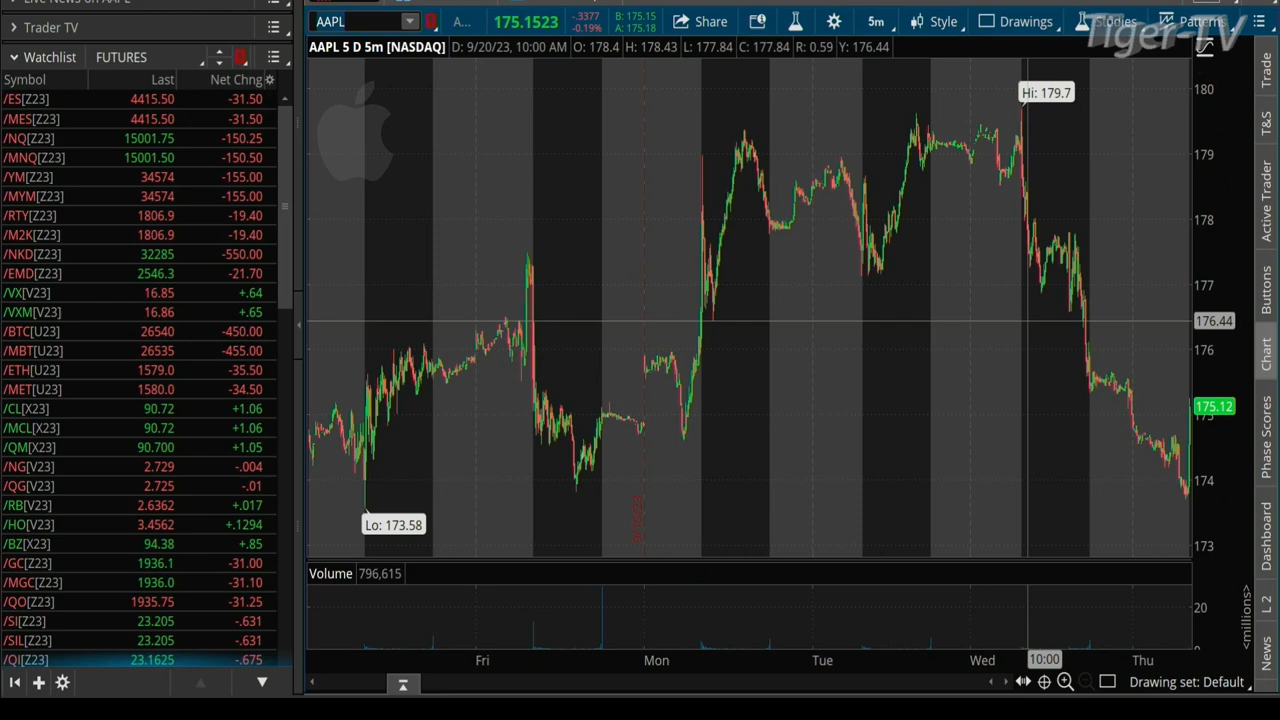 Live News on AAPL
Trader TV
Watchlist FUTURES
Symbol Last Net Chng
/ES[Z23] 4415.50 -31.50
/MES[Z23] 4415.50 -31.50
/NQ[Z23] 15001.75 -150.25
/MNQ[Z23] 15001.50 -150.50
/YM[Z23] 34574 -155.00
/MYM[Z23] 34574 -155.00
/RTY[Z23] 1806.9 -19.40
/M2K[Z23] 1806.9 -19.40
/NKD[Z23] 32285 -550.00
/EMD[Z23] 2546.3 -21.70
/VX[V23] 16.85 +.64
/VXM[V23] 16.86 +.65
/BTC[U23] 26540 -450.00
/MBT[U23] 26535 -455.00
/ETH[U23] 1579.0 -35.50
/MET[U23] 1580.0 -34.50
/CL[X23] 90.72 +1.06
/MCL[X23] 90.72 +1.06
/QM[X23] 90.700 +1.05
/NG[V23] 2.729 -.004
/QG[V23] 2.725 -.01
/RB[V23] 2.6362 +.017
/HO[V23] 3.4562 +.1294
/BZ[X23] 94.38 +.85
/GC[Z23] 1936.1 -31.00
/MGC[Z23] 1936.0 -31.10
/QO[Z23] 1935.75 -31.25
/SI[Z23] 23.205 -.631
/SIL[Z23] 23.205 -.631
/QI[Z23] 23.1625 -.675
AAPL A... 175.1523 -.3377 -0.19% B: 175.15 A: 175.18 Share 5m Style Drawings Studies Patterns
Tiger-TV
AAPL 5 D 5m [NASDAQ] D: 9/20/23, 10:00 AM O: 178.4 H: 178.43 L: 177.84 C: 177.84 R: 0.59 Y: 176.44
Hi: 179.7
Lo: 173.58
180
179
178
177
176.44
176
175.12
175
174
173
Volume 796,615
20
<millions>
Fri Mon Tue Wed 10:00 Thu
Drawing set: Default
Trade
T&S
Active Trader
Buttons
Chart
Phase Scores
Dashboard
L 2
News